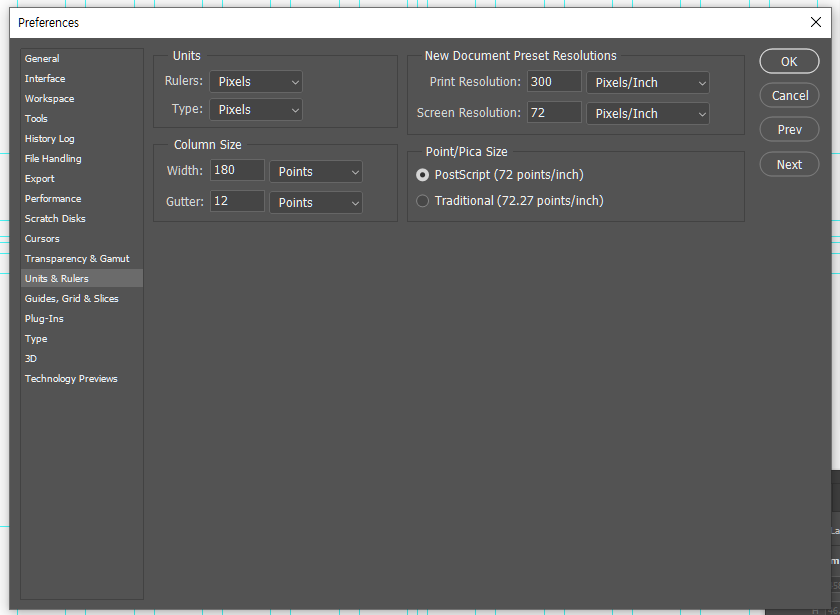 Preferences
General
Interface
Workspace
Tools
History Log
File Handling
Export
Performance
Scratch Disks
Cursors
Transparency & Gamut
Units & Rulers
Guides, Grid & Slices
Plug-Ins
Type
3D
Technology Previews
Units
Rulers: Pixels
Type: Pixels
Column Size
Width: 180 Points
Gutter: 12 Points
New Document Preset Resolutions
Print Resolution: 300 Pixels/Inch
Screen Resolution: 72 Pixels/Inch
Point/Pica Size
PostScript (72 points/inch)
Traditional (72.27 points/inch)
OK
Cancel
Prev
Next